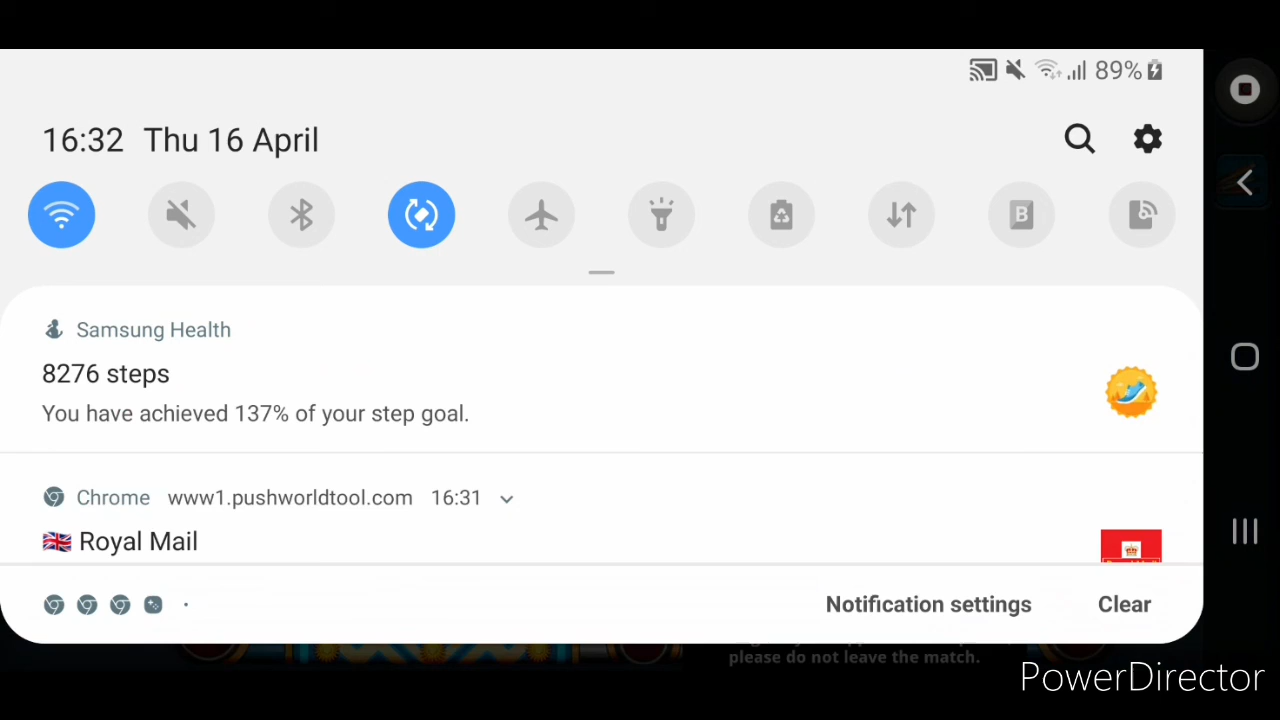 89%
16:32 Thu 16 April
B
Samsung Health
8276 steps
You have achieved 137% of your step goal.
Chrome www1.pushworldtool.com 16:31
🇬🇧 Royal Mail
Notification settings Clear
please do not leave the match.
PowerDirector